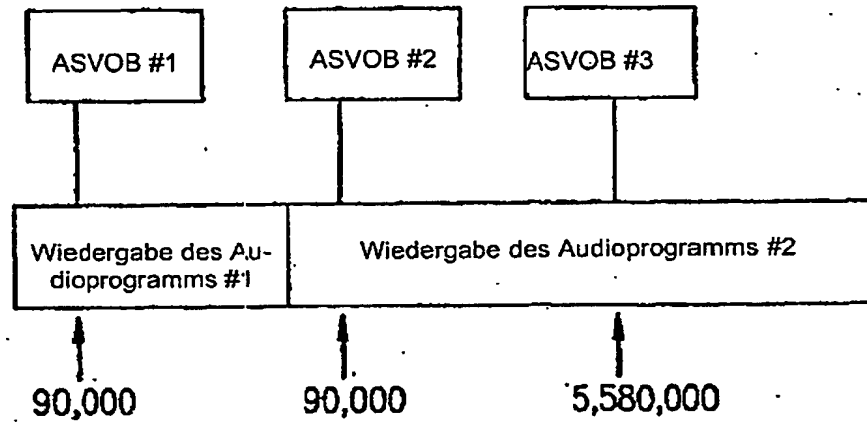 ASVOB #1
ASVOB #2
ASVOB #3
Wiedergabe des Au-
dioprogramms #1
Wiedergabe des Audioprogramms #2
90,000
90,000
5,580,000